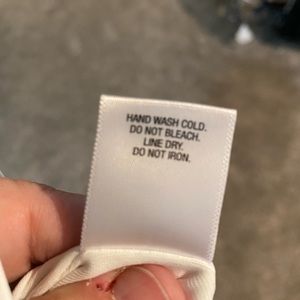 HAND WASH COLD.
DO NOT BLEACH.
LINE DRY.
DO NOT IRON.